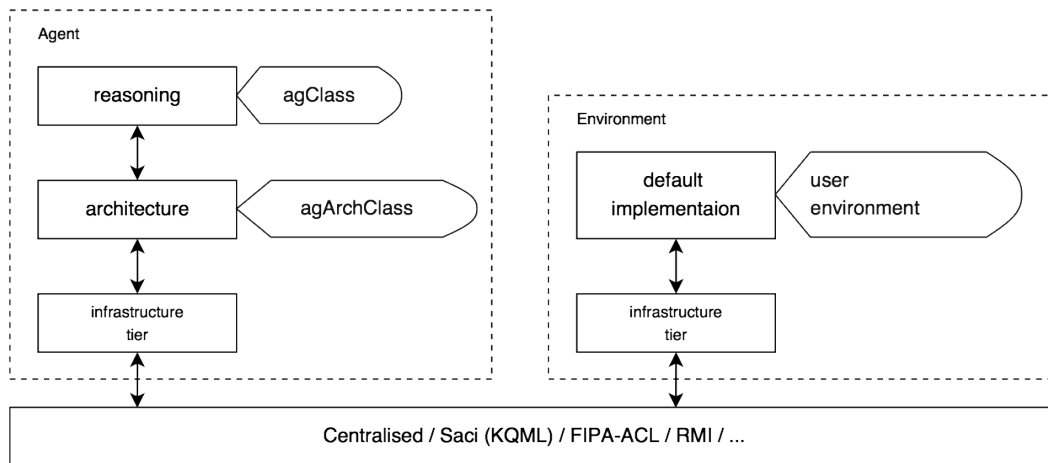 Agent
reasoning
agClass
architecture
agArchClass
infrastructure
tier
Environment
default
implementaion
user
environment
infrastructure
tier
Centralised / Saci (KQML) / FIPA-ACL / RMI / ...